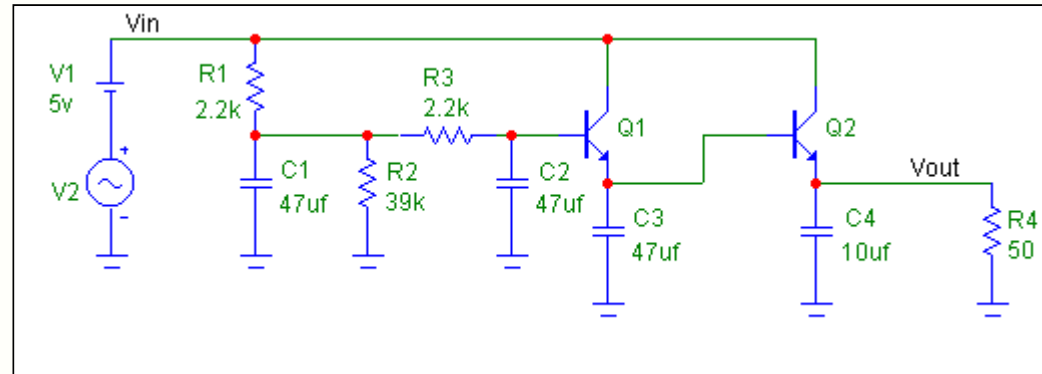 Vin
V1
5v
V2
R1
2.2k
C1
47uf
R2
39k
R3
2.2k
C2
47uf
Q1
C3
47uf
Q2
C4
10uf
Vout
R4
50